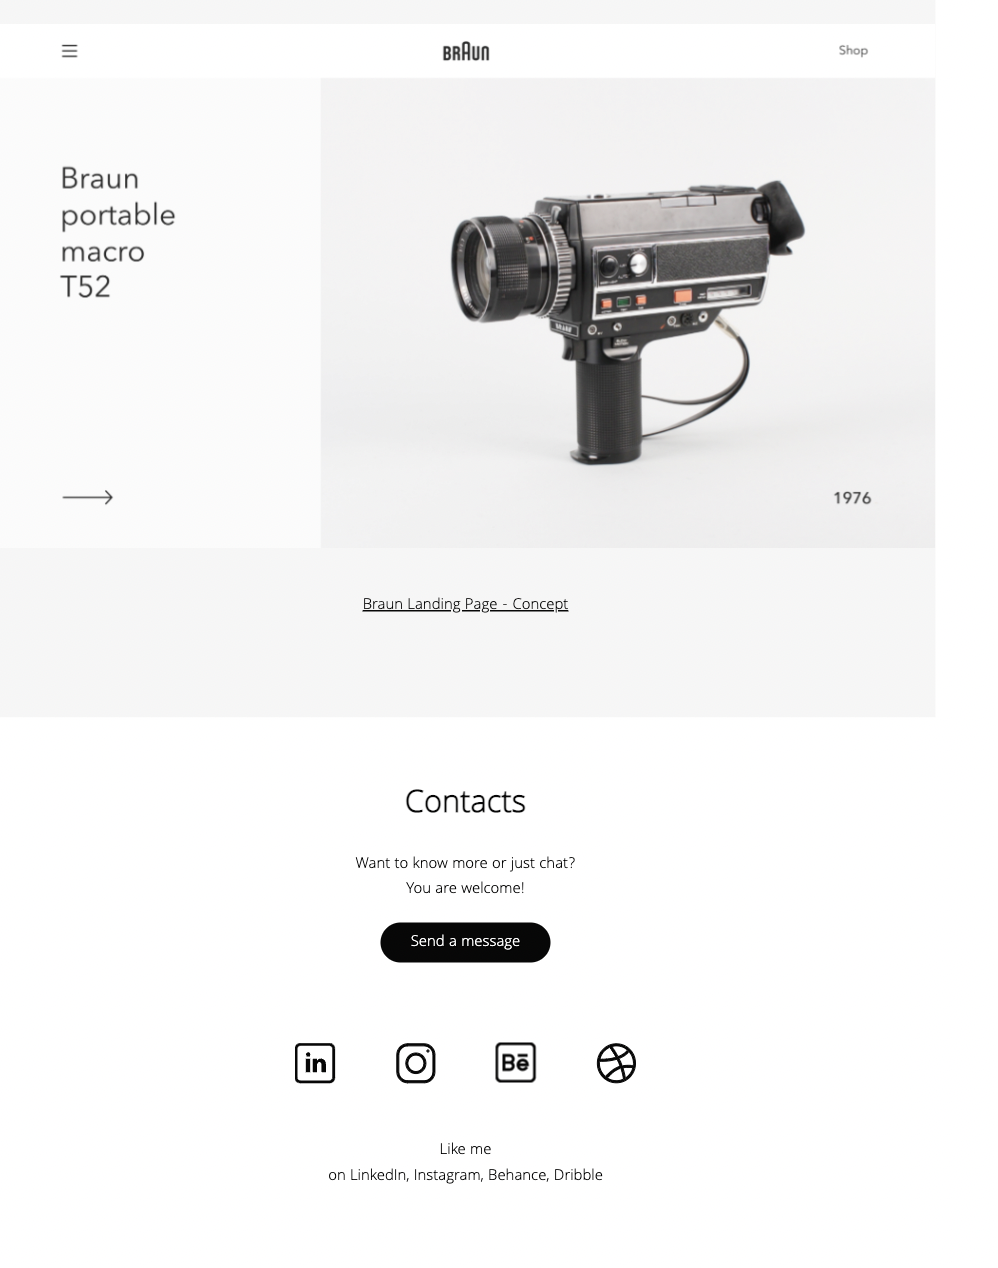 BRAUN
Shop
Braun
portable
macro
T52
BRAUN
1976
Braun Landing Page - Concept
Contacts
Want to know more or just chat?
You are welcome!
Send a message
in
Bē
Like me
on LinkedIn, Instagram, Behance, Dribble